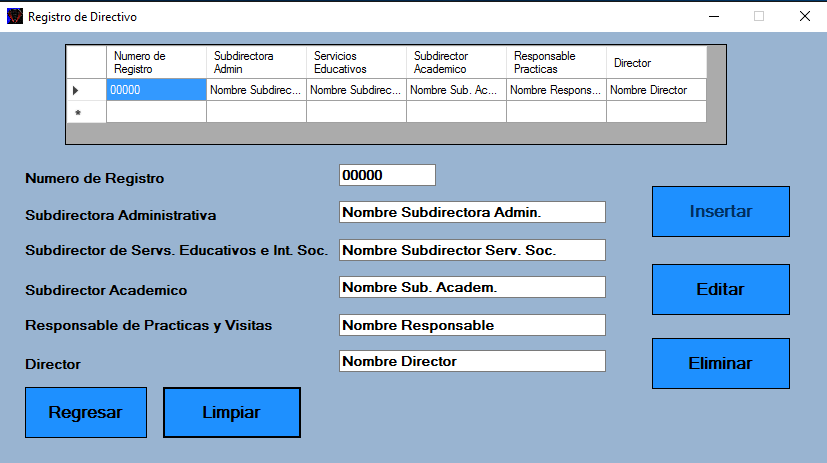 Registro de Directivo
Numero de Registro Subdirectora Admin Servicios Educativos Subdirector Academico Responsable Practicas Director
00000 Nombre Subdirec... Nombre Subdirec... Nombre Sub. Ac... Nombre Respons... Nombre Director
Numero de Registro 00000
Subdirectora Administrativa Nombre Subdirectora Admin.
Insertar
Subdirector de Servs. Educativos e Int. Soc. Nombre Subdirector Serv. Soc.
Subdirector Academico Nombre Sub. Academ.
Editar
Responsable de Practicas y Visitas Nombre Responsable
Director Nombre Director
Eliminar
Regresar Limpiar